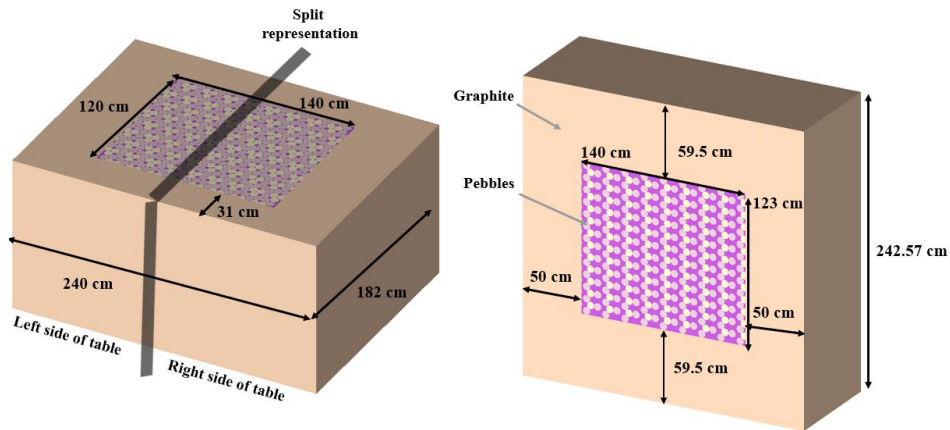 Split
representation
120 cm
140 cm
31 cm
240 cm
182 cm
Left side of table
Right side of table
Graphite
59.5 cm
140 cm
Pebbles
123 cm
242.57 cm
50 cm
50 cm
59.5 cm